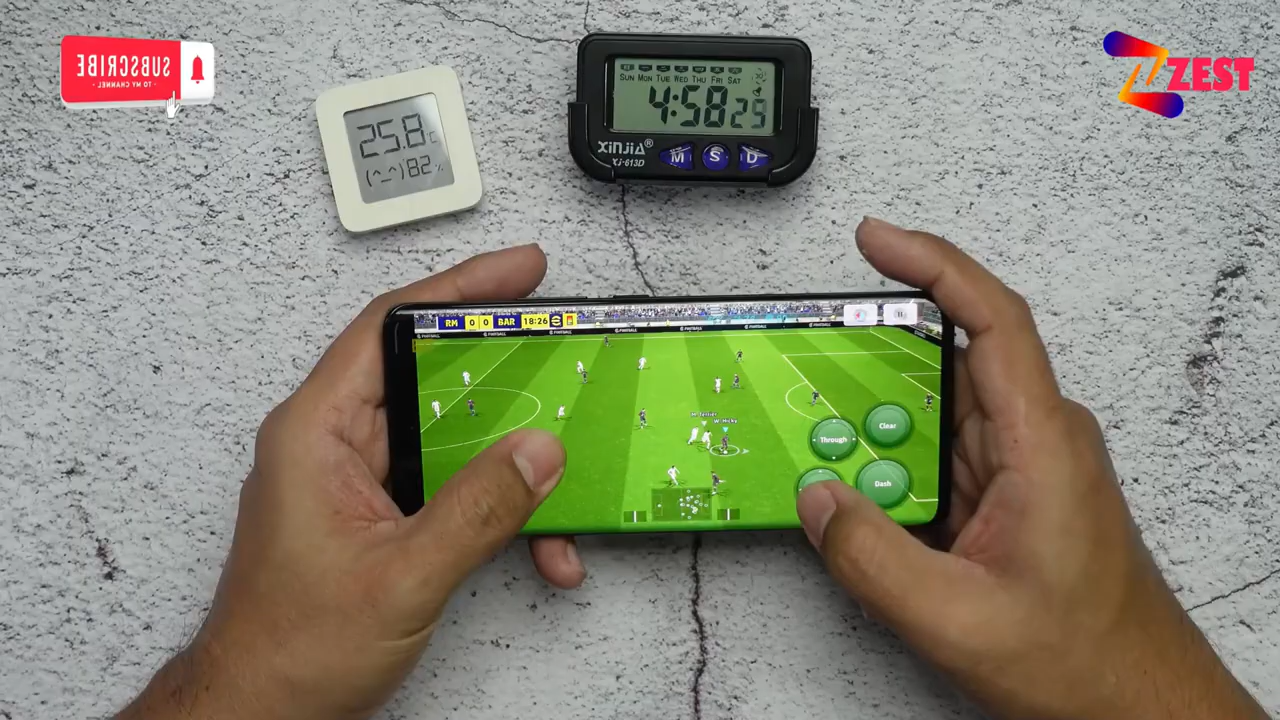 SUBSCRIBE
· TO MY CHANNEL ·
ZEST
SUN MON TUE WED THU FRI SAT
4:58 29
XINJIA®
XJ-613D
M S D
25.8 c
(^_^) 82 %
RM 0 0 BAR 18:26
W. Hicky
Through
Clear
Dash